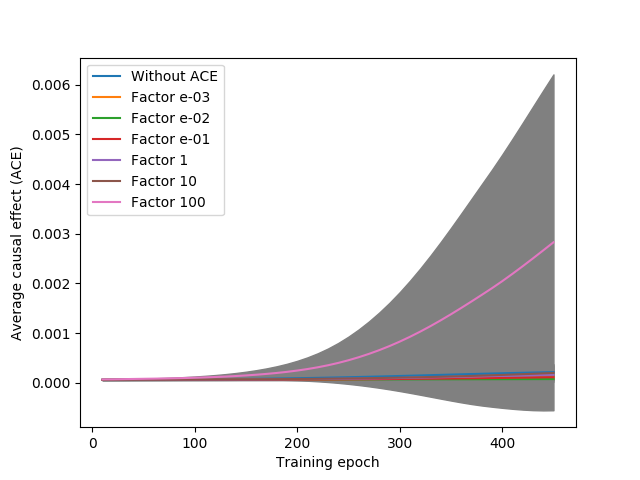 Without ACE
Factor e-03
Factor e-02
Factor e-01
Factor 1
Factor 10
Factor 100
0.006
0.005
0.004
0.003
0.002
0.001
0.000
Average causal effect (ACE)
0
100
200
300
400
Training epoch